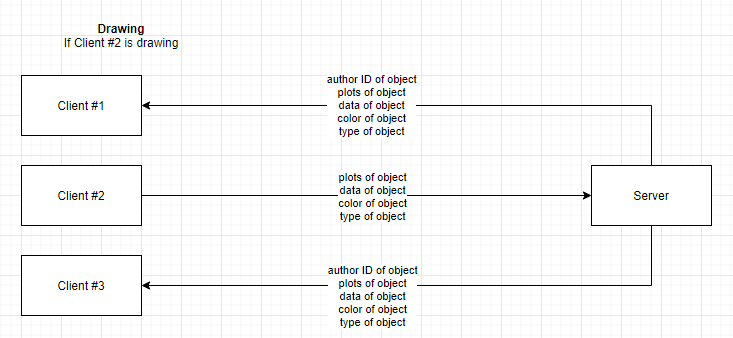 Drawing
If Client #2 is drawing
Client #1
author ID of object
plots of object
data of object
color of object
type of object
Client #2
plots of object
data of object
color of object
type of object
Server
Client #3
author ID of object
plots of object
data of object
color of object
type of object